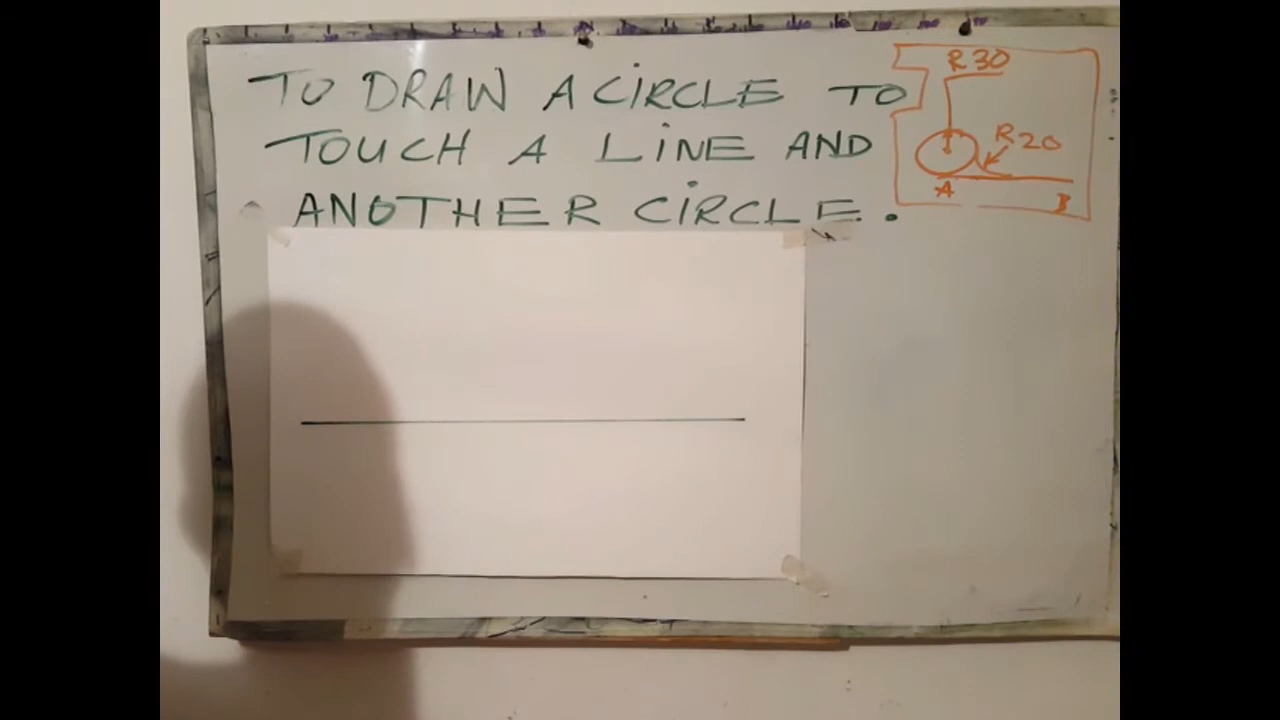 TO DRAW A CIRCLE TO
TOUCH A LINE AND
ANOTHER CIRCLE.
R30
R20
A
B